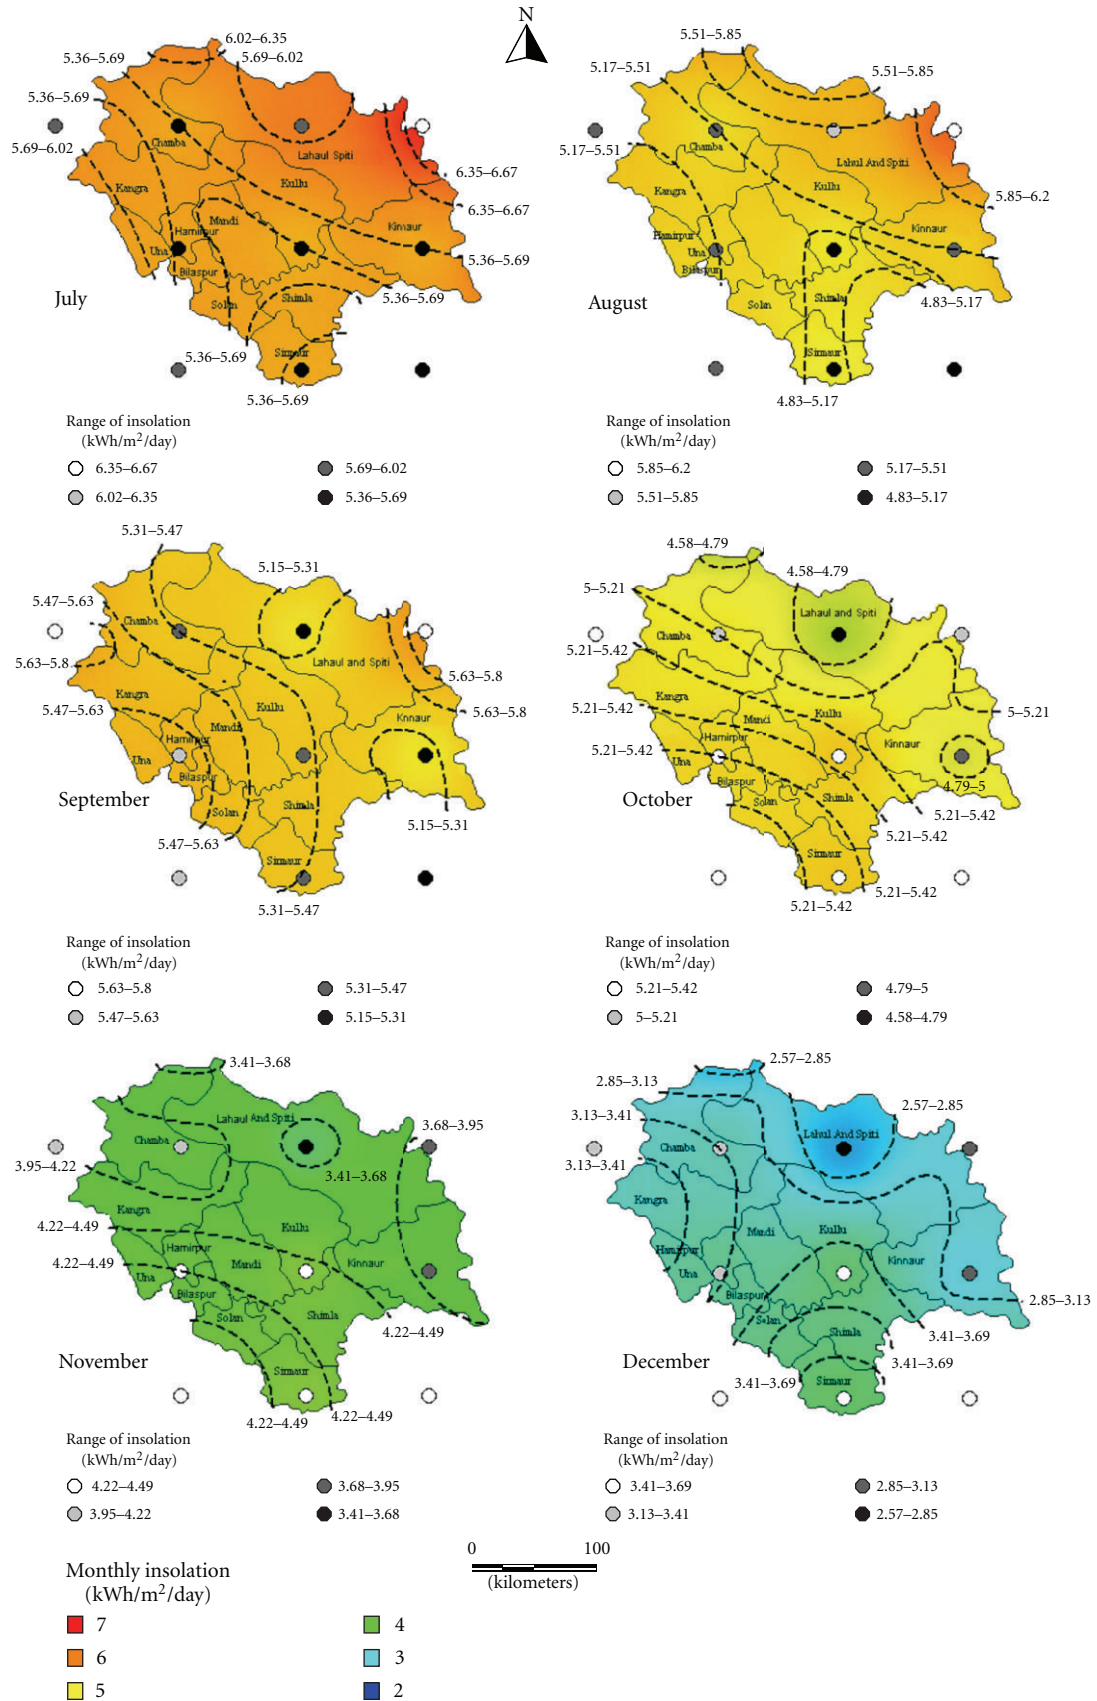 N
6.02–6.35
5.36–5.69
5.69–6.02
5.36–5.69
5.69–6.02
Chamba
Lahaul Spiti
Kangra
Kullu
6.35–6.67
6.35–6.67
Mandi
Hamirpur
Kinnaur
Una
Bilaspur
5.36–5.69
Solan
Shimla
5.36–5.69
July
Sirmaur
5.36–5.69
5.36–5.69
Range of insolation
(kWh/m²/day)
6.35–6.67
5.69–6.02
6.02–6.35
5.36–5.69
5.51–5.85
5.17–5.51
5.51–5.85
5.17–5.51
Chamba
Lahul And Spiti
Kangra
Kullu
5.85–6.2
Hamirpur
Kinnaur
Una
Bilaspur
Solan
Shimla
4.83–5.17
August
Sirmaur
4.83–5.17
Range of insolation
(kWh/m²/day)
5.85–6.2
5.17–5.51
5.51–5.85
4.83–5.17
5.31–5.47
5.15–5.31
5.47–5.63
Chamba
5.63–5.8
Lahaul and Spiti
5.63–5.8
Kangra
5.47–5.63
Kullu
5.63–5.8
Mandi
Knnaur
Hamirpur
Una
Bilaspur
September
Solan
Shimla
5.15–5.31
5.47–5.63
Sirmaur
5.31–5.47
Range of insolation
(kWh/m²/day)
5.63–5.8
5.31–5.47
5.47–5.63
5.15–5.31
4.58–4.79
4.58–4.79
5–5.21
Lahaul and Spiti
Chamba
5.21–5.42
Kangra
5.21–5.42
Mandi
Kullu
5–5.21
Hamirpur
5.21–5.42
Kinnaur
Una
Bilaspur
4.79–5
October
Solan
Shimla
5.21–5.42
5.21–5.42
Sirmaur
5.21–5.42
5.21–5.42
Range of insolation
(kWh/m²/day)
5.21–5.42
4.79–5
5–5.21
4.58–4.79
3.41–3.68
Lahaul And Spiti
3.68–3.95
Chamba
3.95–4.22
3.41–3.68
Kangra
4.22–4.49
Kullu
Hamirpur
4.22–4.49
Mandi
Kinnaur
Una
Bilaspur
Solan
Shimla
4.22–4.49
November
Sirmaur
4.22–4.49
4.22–4.49
Range of insolation
(kWh/m²/day)
4.22–4.49
3.68–3.95
3.95–4.22
3.41–3.68
2.57–2.85
2.85–3.13
2.57–2.85
3.13–3.41
Lahul And Spiti
Chamba
3.13–3.41
Kangra
Mandi
Kullu
Hamirpur
Kinnaur
Una
Bilaspur
2.85–3.13
Solan
Shimla
3.41–3.69
December
3.41–3.69
3.41–3.69
Sirmaur
Range of insolation
(kWh/m²/day)
3.41–3.69
2.85–3.13
3.13–3.41
2.57–2.85
0 100
(kilometers)
Monthly insolation
(kWh/m²/day)
7
4
6
3
5
2